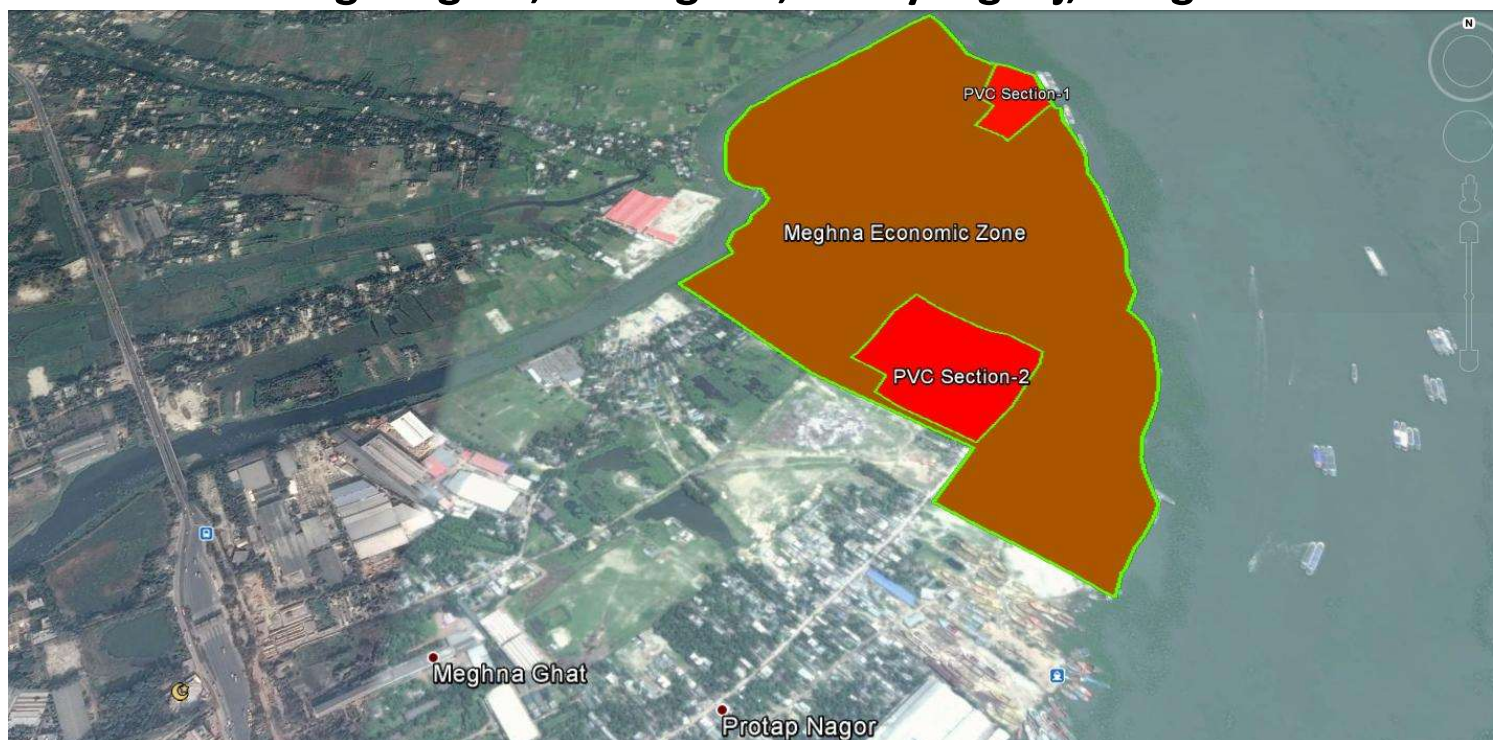 N
PVC Section-1
Meghna Economic Zone
PVC Section-2
Meghna Ghat
Protap Nagor